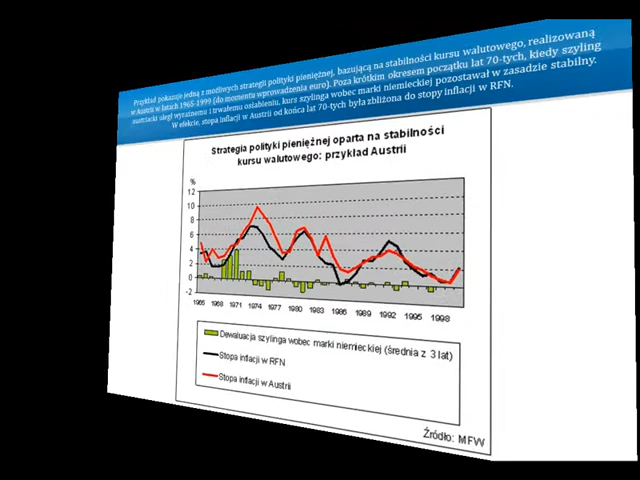 Przykład pokazuje jedną z możliwych strategii polityki pieniężnej, bazującą na stabilności kursu walutowego, realizowaną
w Austrii w latach 1965-1999 (do momentu wprowadzenia euro). Poza krótkim okresem początku lat 70-tych, kiedy szyling
austriacki uległ wyraźnemu i trwałemu osłabieniu, kurs szylinga wobec marki niemieckiej pozostawał w zasadzie stabilny.
W efekcie, stopa inflacji w Austrii od końca lat 70-tych była zbliżona do stopy inflacji w RFN.
Strategia polityki pieniężnej oparta na stabilności
kursu walutowego: przykład Austrii
%
12
10
8
6
4
2
0
-2
1965 1968 1971 1974 1977 1980 1983 1986 1989 1992 1995 1998
Dewaluacja szylinga wobec marki niemieckiej (średnia z 3 lat)
Stopa inflacji w RFN
Stopa inflacji w Austrii
Źródło: MFW